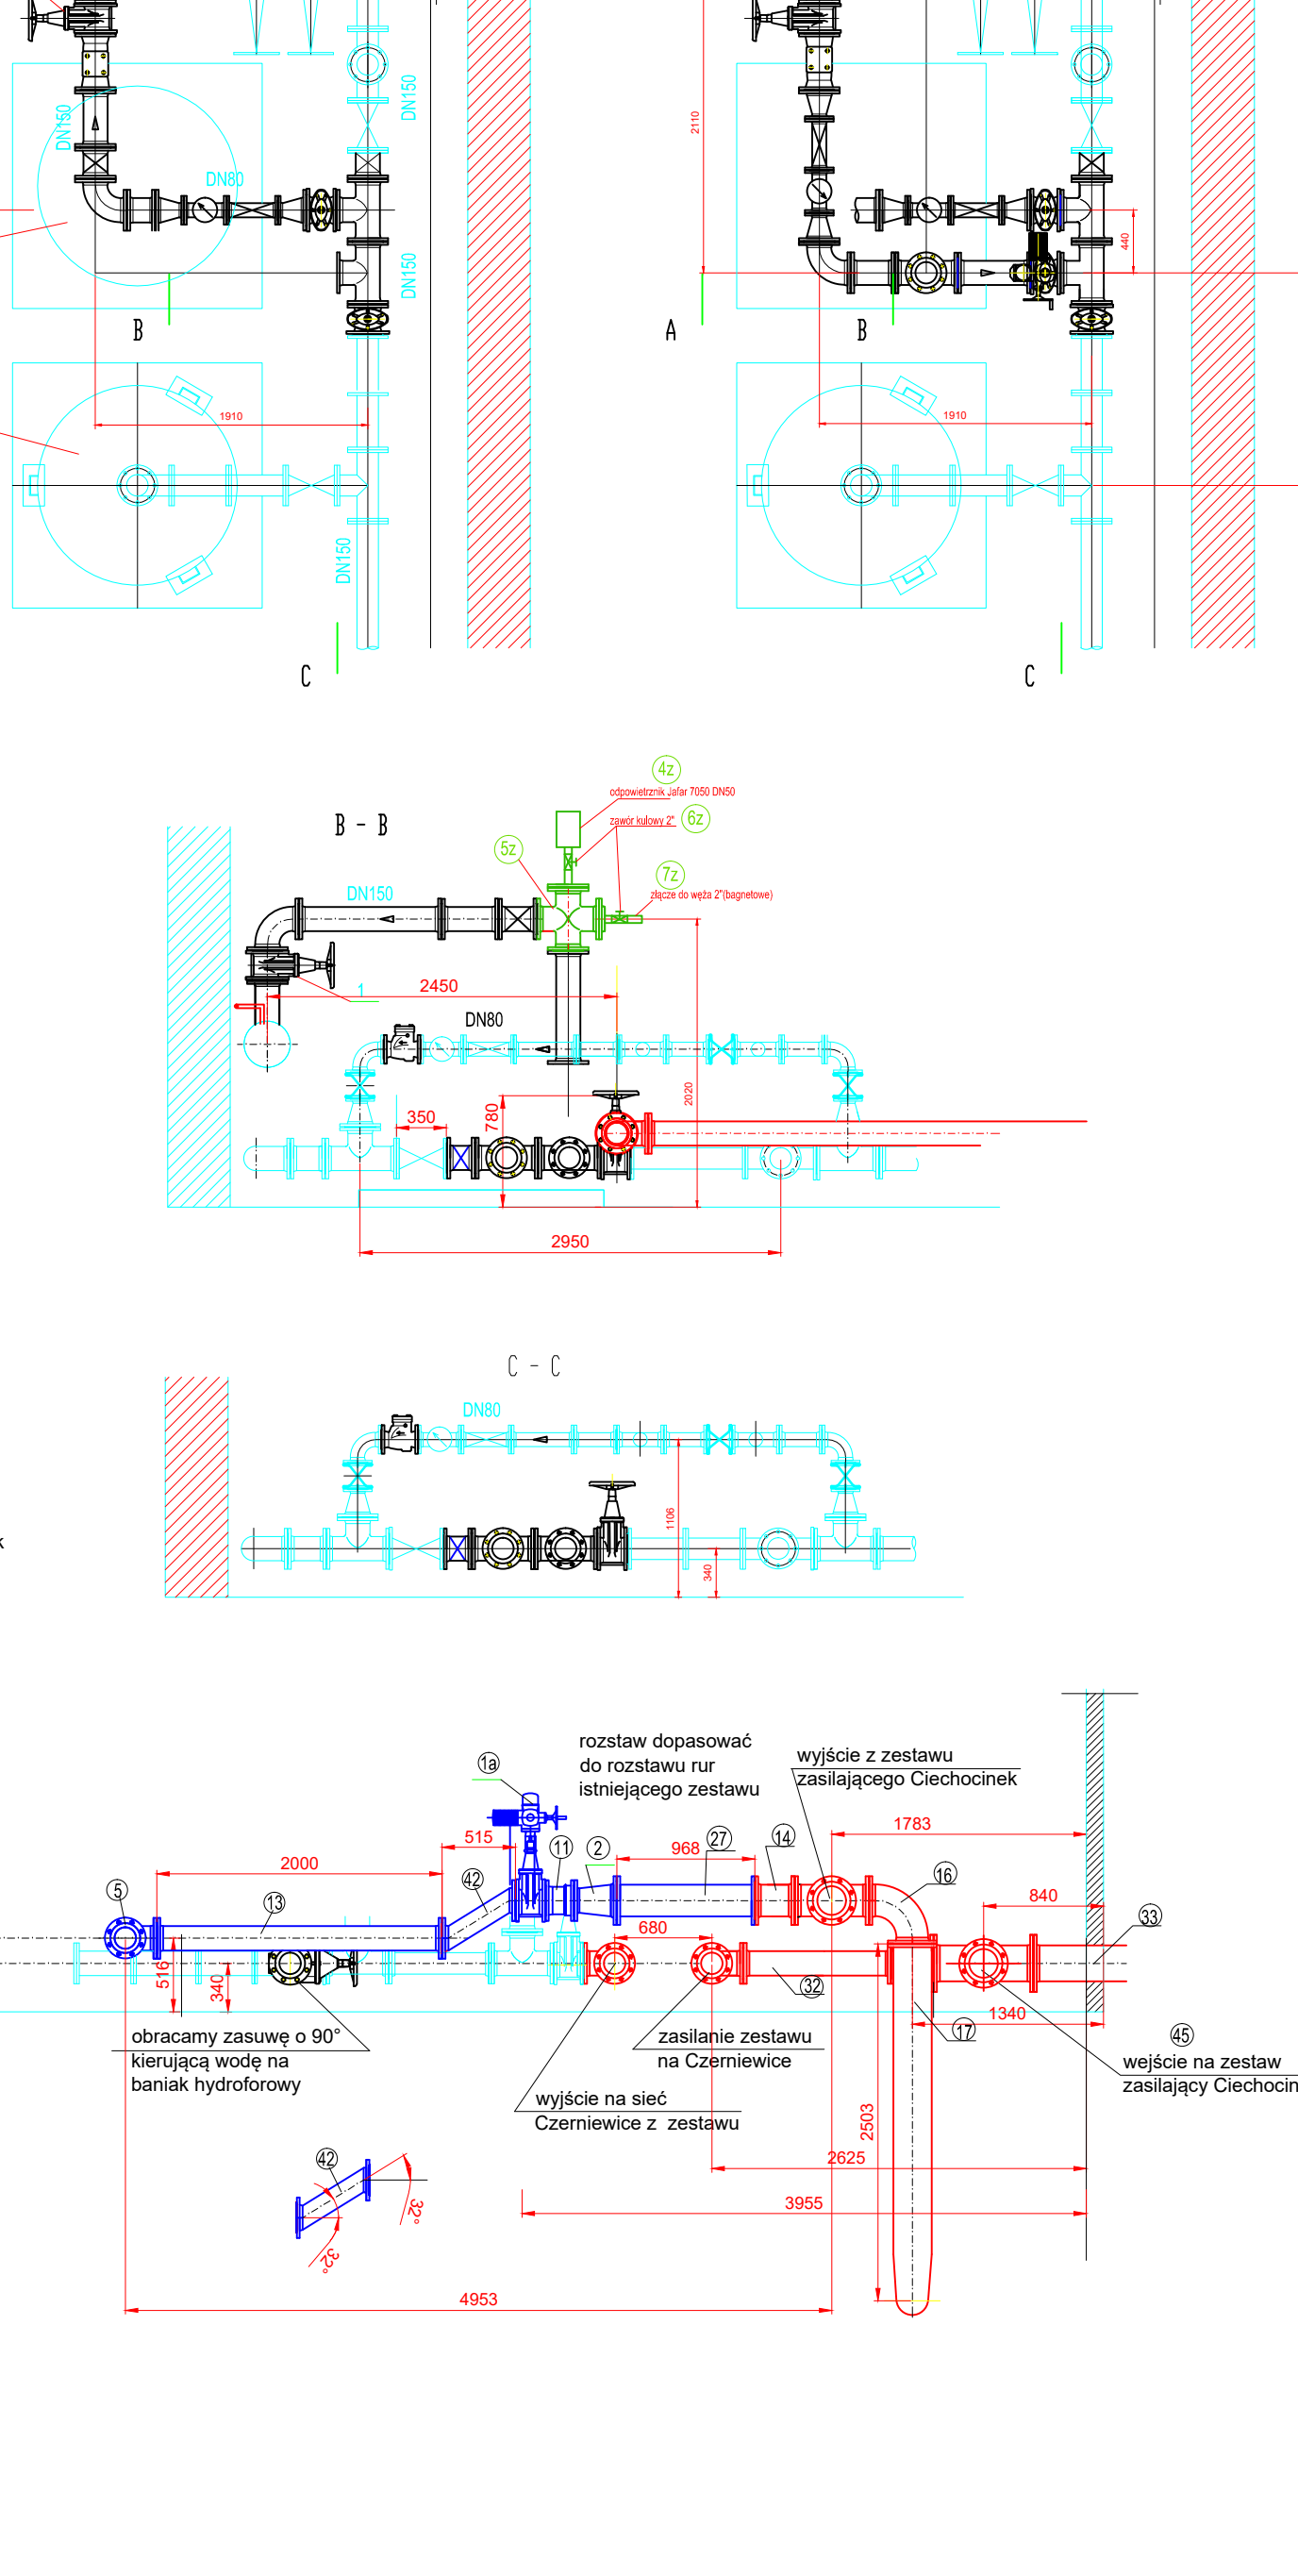 DN150
DN150
DN80
DN150
B
1910
DN150
C
2110
440
A
B
1910
C
B - B
4z
odpowietrznik Jafar 7050 DN50
zawór kulowy 2"
6z
5z
7z
złącze do węża 2"(bagnetowe)
DN150
1
2450
DN80
2020
350
780
2950
C - C
DN80
1106
340
k
rozstaw dopasować
do rozstawu rur
istniejącego zestawu
wyjście z zestawu
zasilającego Ciechocinek
1a
1783
515
11
2
968
27
14
2000
42
16
5
13
840
33
680
516
340
32
1340
17
45
obracamy zasuwę o 90°
kierującą wodę na
baniak hydroforowy
zasilanie zestawu
na Czerniewice
wejście na zestaw
zasilający Ciechocin
wyjście na sieć
Czerniewice z zestawu
2503
2625
42
32°
32°
3955
4953